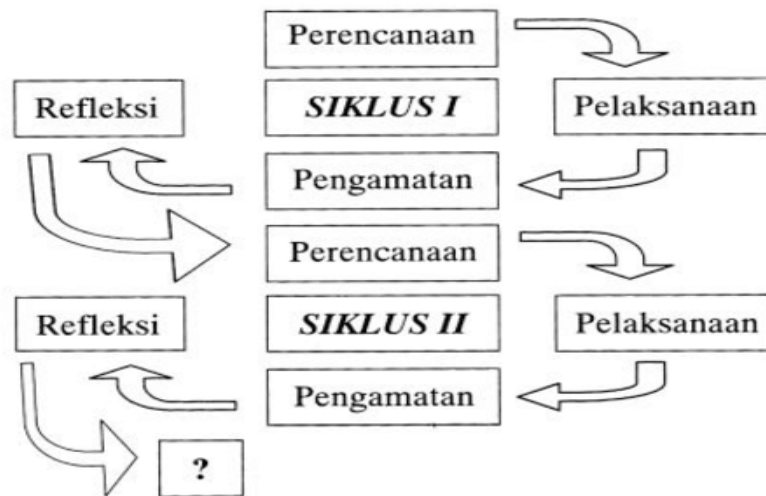 Perencanaan
Refleksi
SIKLUS I
Pelaksanaan
Pengamatan
Perencanaan
Refleksi
SIKLUS II
Pelaksanaan
Pengamatan
?